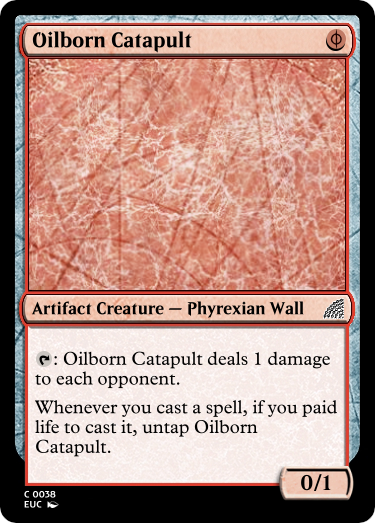 Oilborn Catapult
Artifact Creature — Phyrexian Wall
: Oilborn Catapult deals 1 damage
to each opponent.
Whenever you cast a spell, if you paid
life to cast it, untap Oilborn
Catapult.
0/1
C 0038
EUC